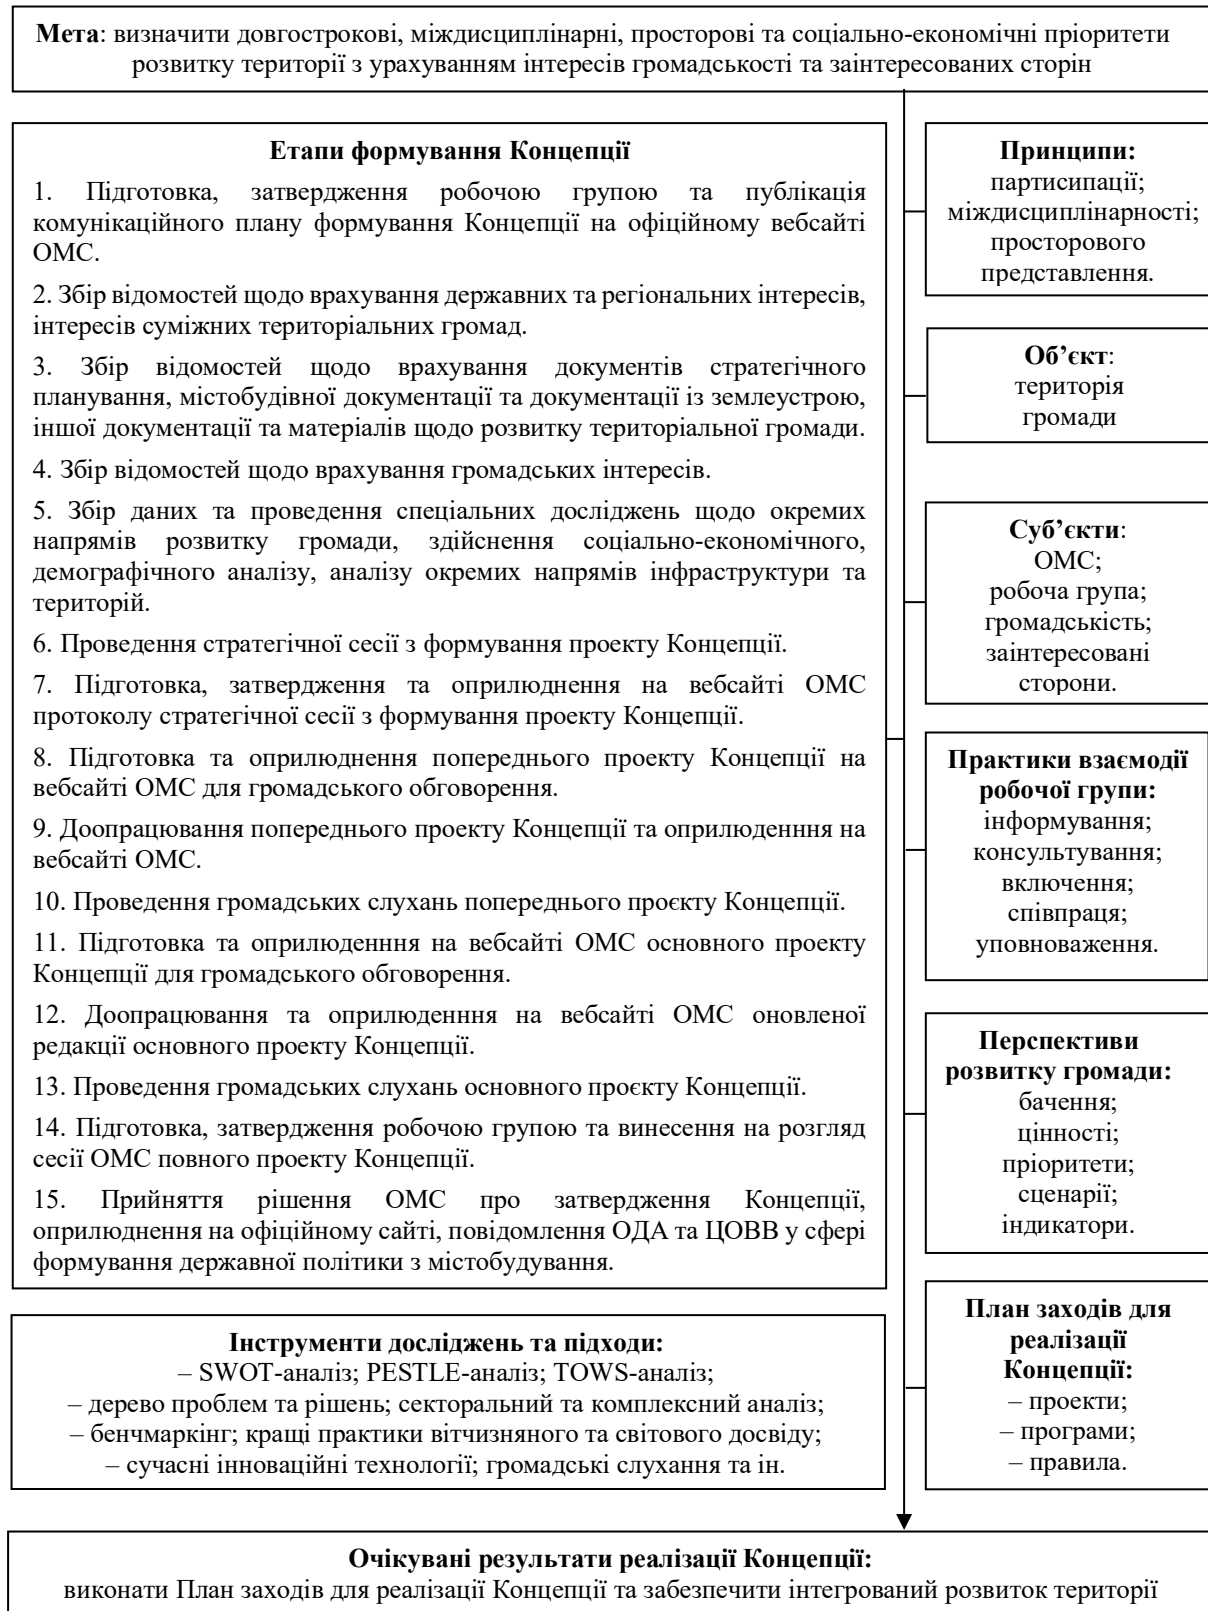 Мета: визначити довгострокові, міждисциплінарні, просторові та соціально-економічні пріоритети
розвитку території з урахуванням інтересів громадськості та заінтересованих сторін
Етапи формування Концепції
1. Підготовка, затвердження робочою групою та публікація
комунікаційного плану формування Концепції на офіційному вебсайті
ОМС.
2. Збір відомостей щодо врахування державних та регіональних інтересів,
інтересів суміжних територіальних громад.
3. Збір відомостей щодо врахування документів стратегічного
планування, містобудівної документації та документації із землеустрою,
іншої документації та матеріалів щодо розвитку територіальної громади.
4. Збір відомостей щодо врахування громадських інтересів.
5. Збір даних та проведення спеціальних досліджень щодо окремих
напрямів розвитку громади, здійснення соціально-економічного,
демографічного аналізу, аналізу окремих напрямів інфраструктури та
територій.
6. Проведення стратегічної сесії з формування проекту Концепції.
7. Підготовка, затвердження та оприлюднення на вебсайті ОМС
протоколу стратегічної сесії з формування проекту Концепції.
8. Підготовка та оприлюднення попереднього проекту Концепції на
вебсайті ОМС для громадського обговорення.
9. Доопрацювання попереднього проекту Концепції та оприлюденння на
вебсайті ОМС.
10. Проведення громадських слухань попереднього проєкту Концепції.
11. Підготовка та оприлюденння на вебсайті ОМС основного проекту
Концепції для громадського обговорення.
12. Доопрацювання та оприлюденння на вебсайті ОМС оновленої
редакції основного проекту Концепції.
13. Проведення громадських слухань основного проєкту Концепції.
14. Підготовка, затвердження робочою групою та винесення на розгляд
сесії ОМС повного проекту Концепції.
15. Прийняття рішення ОМС про затвердження Концепції,
оприлюднення на офіційному сайті, повідомлення ОДА та ЦОВВ у сфері
формування державної політики з містобудування.
Інструменти досліджень та підходи:
– SWOT-аналіз; PESTLE-аналіз; TOWS-аналіз;
– дерево проблем та рішень; секторальний та комплексний аналіз;
– бенчмаркінг; кращі практики вітчизняного та світового досвіду;
– сучасні інноваційні технології; громадські слухання та ін.
Принципи:
партисипації;
міждисциплінарності;
просторового
представлення.
Об’єкт:
територія
громади
Суб’єкти:
ОМС;
робоча група;
громадськість;
заінтересовані
сторони.
Практики взаємодії
робочої групи:
інформування;
консультування;
включення;
співпраця;
уповноваження.
Перспективи
розвитку громади:
бачення;
цінності;
пріоритети;
сценарії;
індикатори.
План заходів для
реалізації
Концепції:
– проекти;
– програми;
– правила.
Очікувані результати реалізації Концепції:
виконати План заходів для реалізації Концепції та забезпечити інтегрований розвиток території